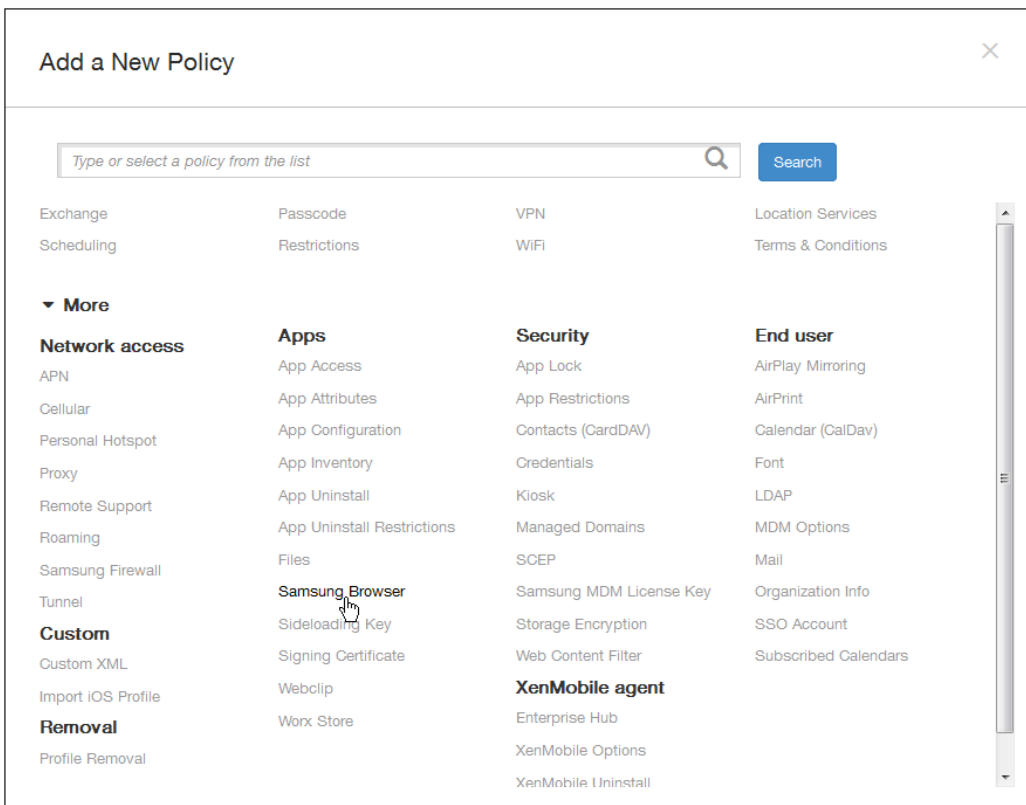 Add a New Policy
Type or select a policy from the list
Search
Exchange
Passcode
VPN
Location Services
Scheduling
Restrictions
WiFi
Terms & Conditions
More
Network access
APN
Cellular
Personal Hotspot
Proxy
Remote Support
Roaming
Samsung Firewall
Tunnel
Custom
Custom XML
Import iOS Profile
Removal
Profile Removal
Apps
App Access
App Attributes
App Configuration
App Inventory
App Uninstall
App Uninstall Restrictions
Files
Samsung Browser
Sideloading Key
Signing Certificate
Webclip
Worx Store
Security
App Lock
App Restrictions
Contacts (CardDAV)
Credentials
Kiosk
Managed Domains
SCEP
Samsung MDM License Key
Storage Encryption
Web Content Filter
XenMobile agent
Enterprise Hub
XenMobile Options
XenMobile Uninstall
End user
AirPlay Mirroring
AirPrint
Calendar (CalDav)
Font
LDAP
MDM Options
Mail
Organization Info
SSO Account
Subscribed Calendars